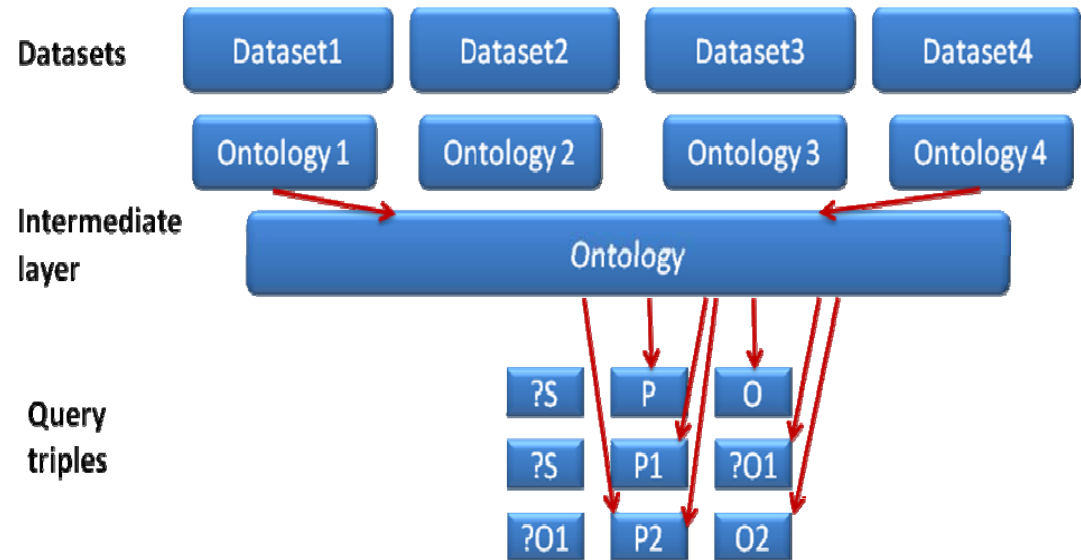 Datasets Dataset1 Dataset2 Dataset3 Dataset4
Ontology 1 Ontology 2 Ontology 3 Ontology 4
Intermediate
layer
Ontology
Query
triples
?S P O
?S P1 ?O1
?O1 P2 O2